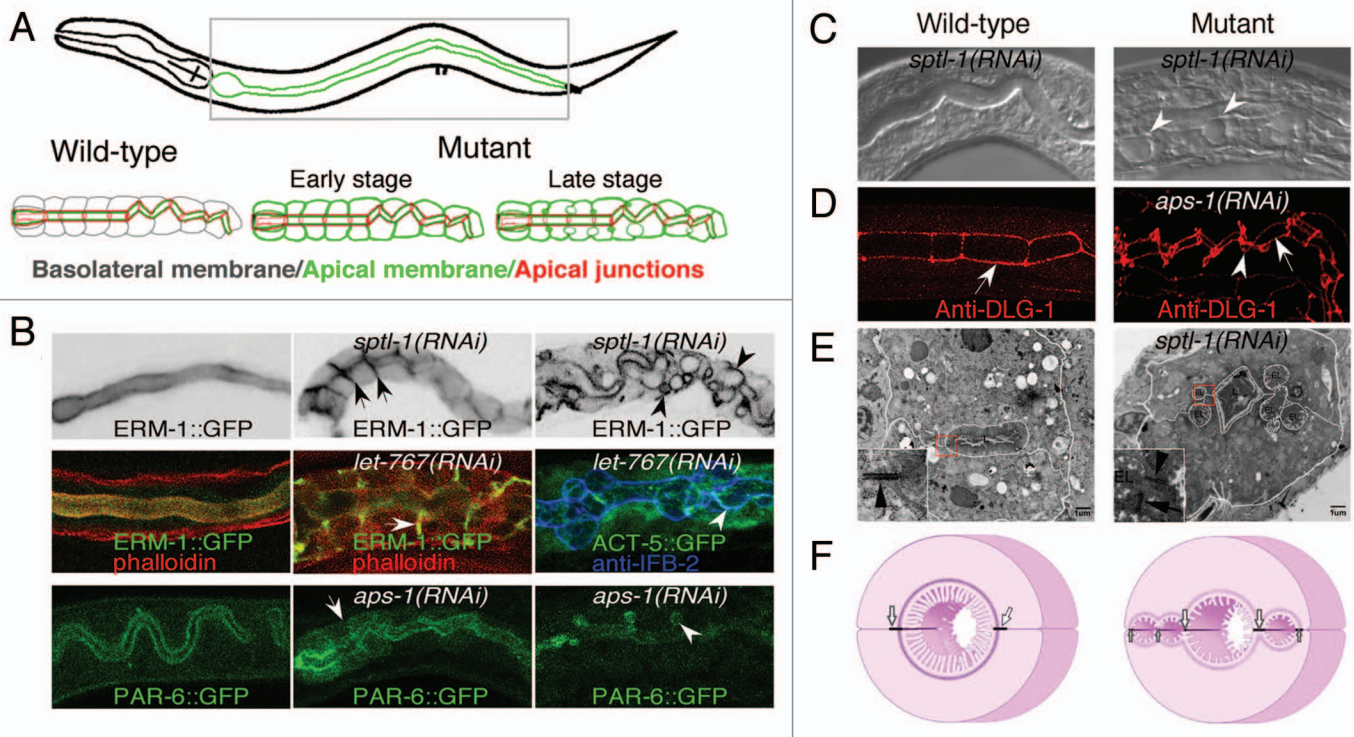 A
Wild-type
Mutant
Early stage
Late stage
Basolateral membrane/Apical membrane/Apical junctions
B
sptl-1(RNAi)
sptl-1(RNAi)
ERM-1::GFP
ERM-1::GFP
ERM-1::GFP
let-767(RNAi)
let-767(RNAi)
ERM-1::GFP
phalloidin
ERM-1::GFP
phalloidin
ACT-5::GFP
anti-IFB-2
aps-1(RNAi)
aps-1(RNAi)
PAR-6::GFP
PAR-6::GFP
PAR-6::GFP
Wild-type
Mutant
C
sptl-1(RNAi)
sptl-1(RNAi)
D
aps-1(RNAi)
Anti-DLG-1
Anti-DLG-1
E
sptl-1(RNAi)
L
1um
EL
EL
L
EL
EL
EL
1um
F